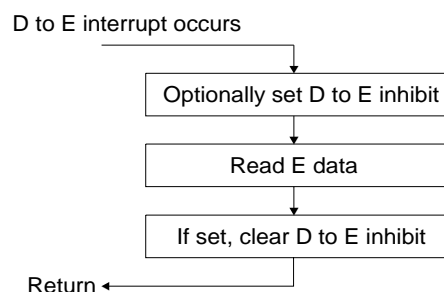 D to E interrupt occurs
Optionally set D to E inhibit
Read E data
If set, clear D to E inhibit
Return